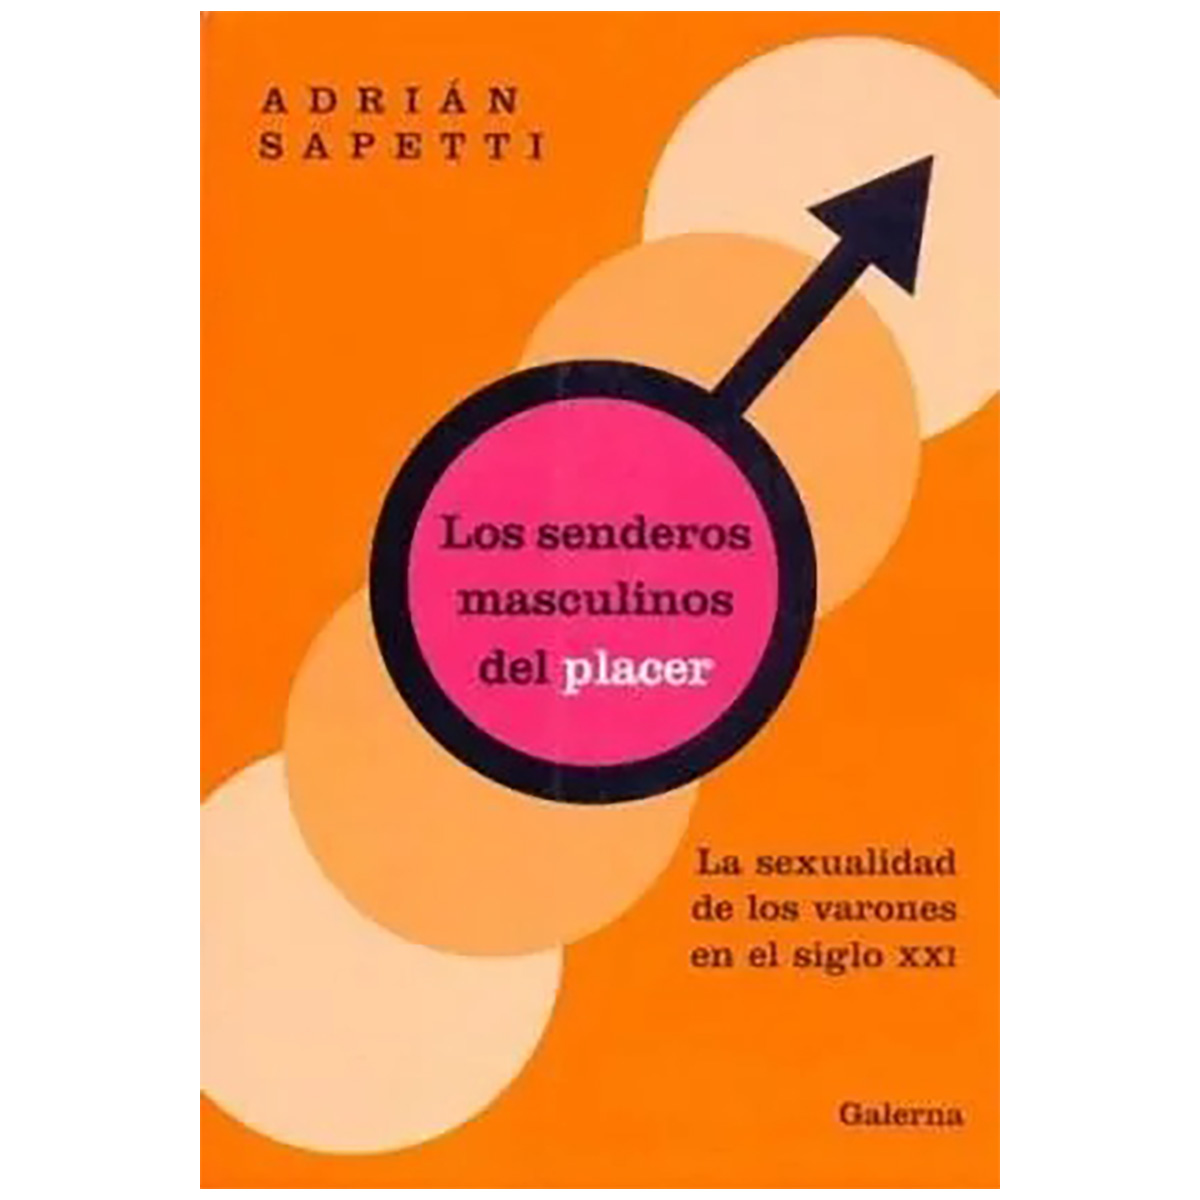 ADRIÁN
SAPETTI
Los senderos
masculinos
del placer
La sexualidad
de los varones
en el siglo XXI
Galerna